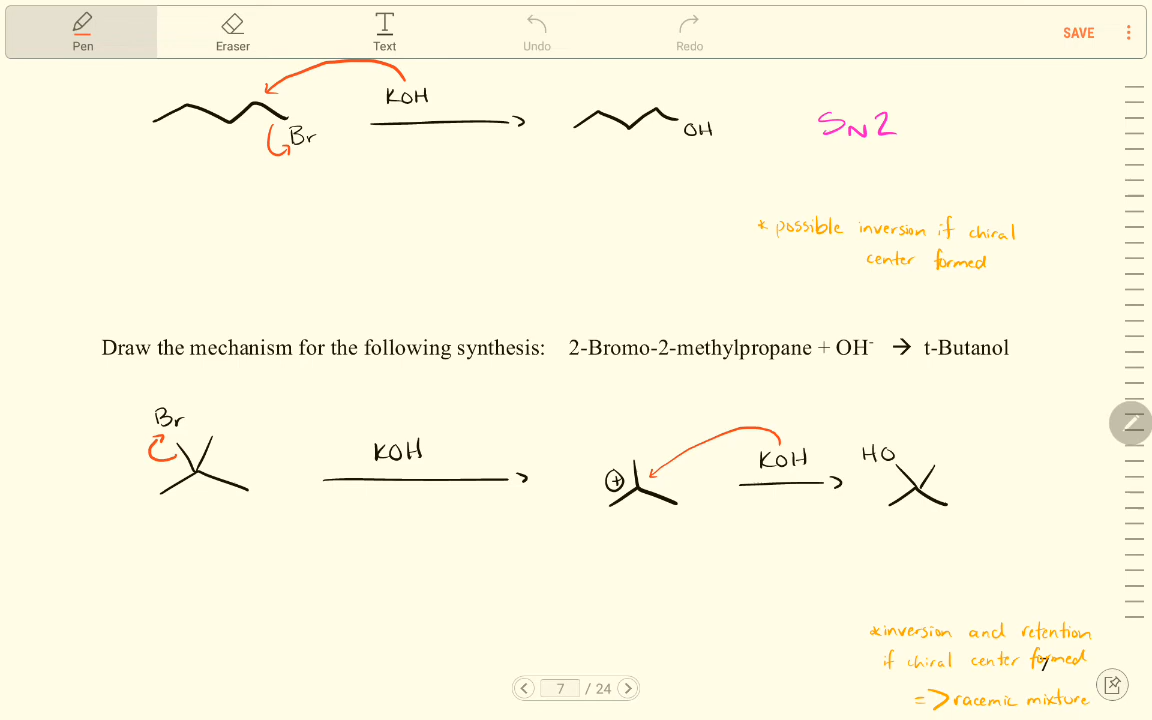 Pen Eraser Text Undo Redo SAVE
KOH
Br
OH
SN2
* possible inversion if chiral
center formed
Draw the mechanism for the following synthesis: 2-Bromo-2-methylpropane + OH- → t-Butanol
Br
KOH
+
KOH
HO
*inversion and retention
if chiral center formed
7
=> racemic mixture
7 / 24